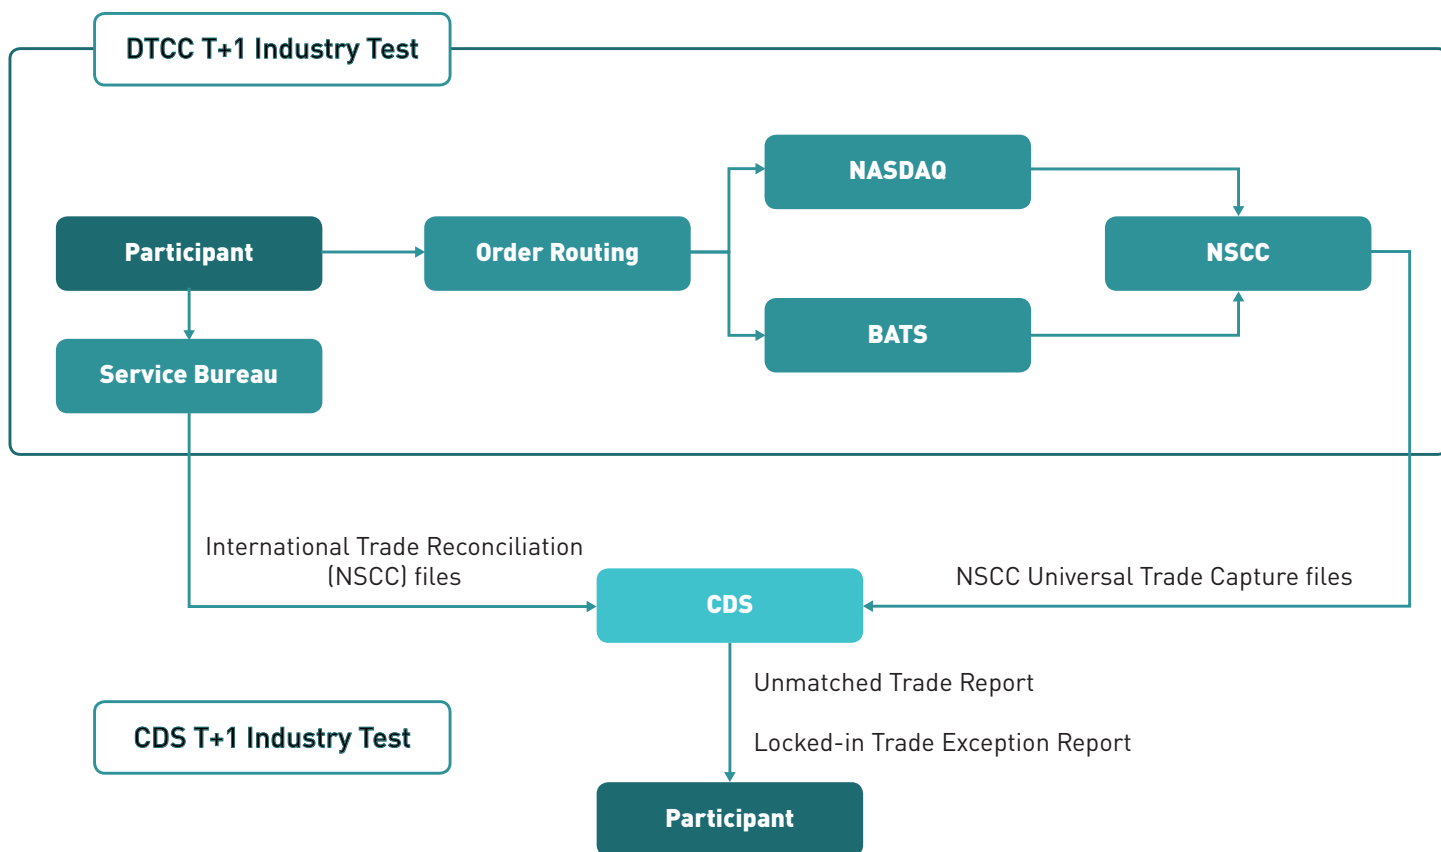 DTCC T+1 Industry Test
NASDAQ
Participant
Order Routing
NSCC
BATS
Service Bureau
International Trade Reconciliation
(NSCC) files
NSCC Universal Trade Capture files
CDS
Unmatched Trade Report
CDS T+1 Industry Test
Locked-in Trade Exception Report
Participant